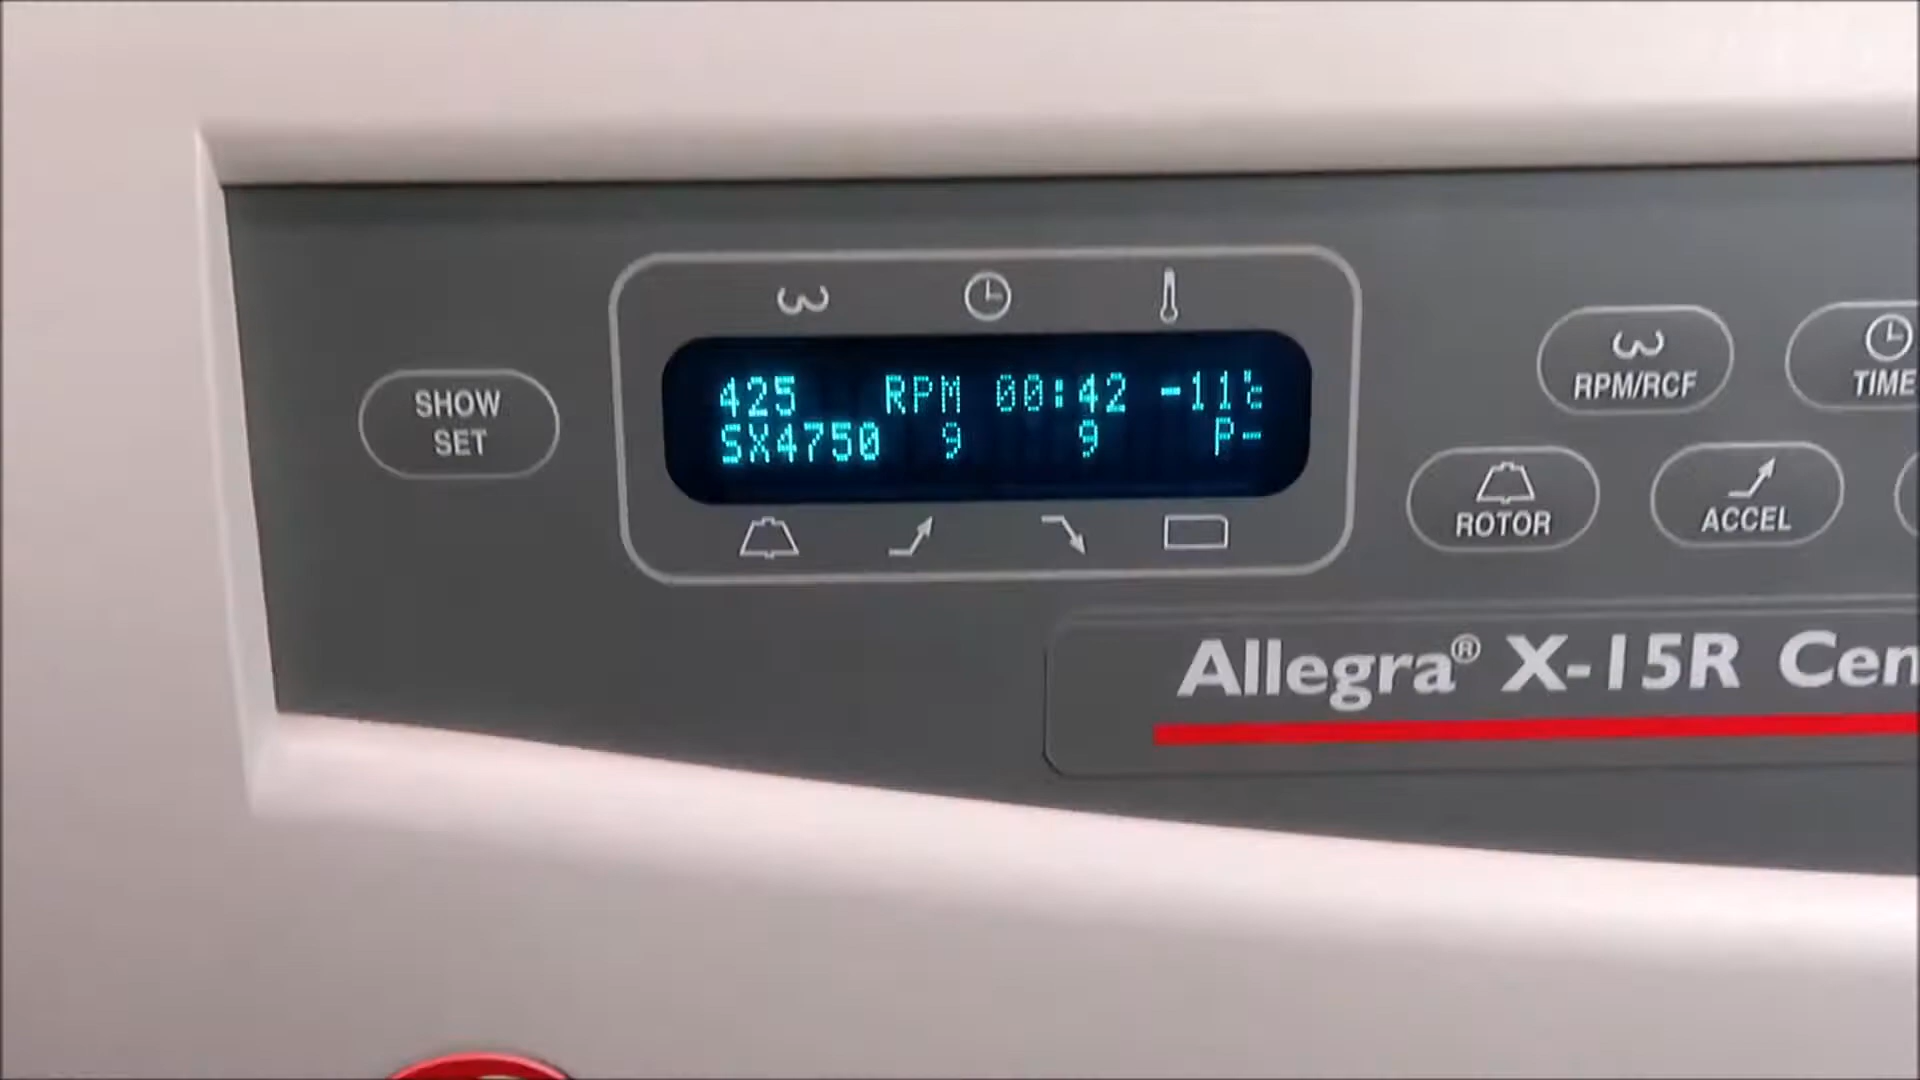 425 RPM 00:42 -11°C
SX4750 9 9 P-
SHOW
SET
RPM/RCF
TIME
ROTOR
ACCEL
Allegra® X-15R Cen